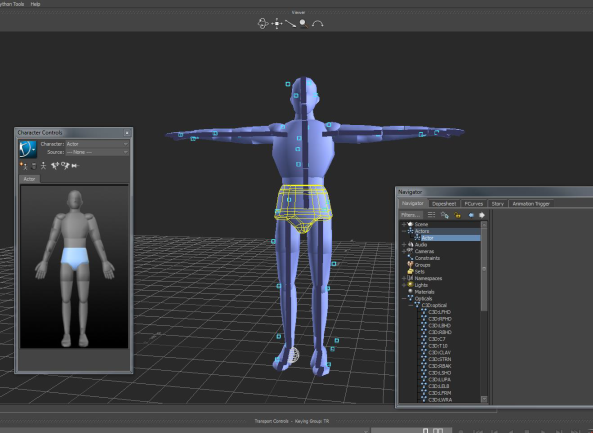 ython Tools Help
Viewer
Character Controls
Character: Actor
Source: --- None ---
Actor
Navigator
Navigator Dopesheet FCurves Story Animation Trigger
Filters...
Scene
Actors
Actor
Audio
Cameras
Constraints
Groups
Sets
Namespaces
Lights
Materials
Opticals
C3D:optical
C3D:LFHD
C3D:RFHD
C3D:LBHD
C3D:RBHD
C3D:C7
C3D:T10
C3D:CLAV
C3D:STRN
C3D:RBAK
C3D:LSHO
C3D:LUPA
C3D:LELB
C3D:LFRM
C3D:LWRA
Transport Controls - Keying Group: TR